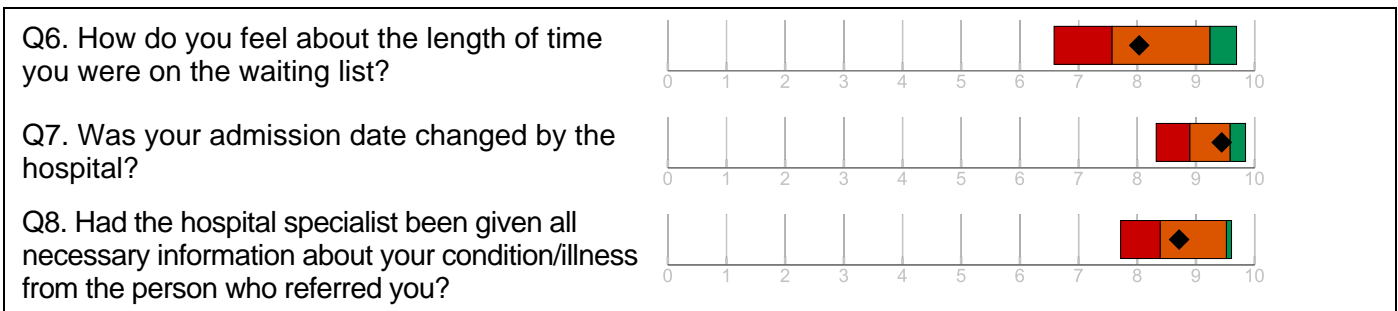 Q6. How do you feel about the length of time
you were on the waiting list?
0 1 2 3 4 5 6 7 8 9 10
Q7. Was your admission date changed by the
hospital?
0 1 2 3 4 5 6 7 8 9 10
Q8. Had the hospital specialist been given all
necessary information about your condition/illness
from the person who referred you?
0 1 2 3 4 5 6 7 8 9 10